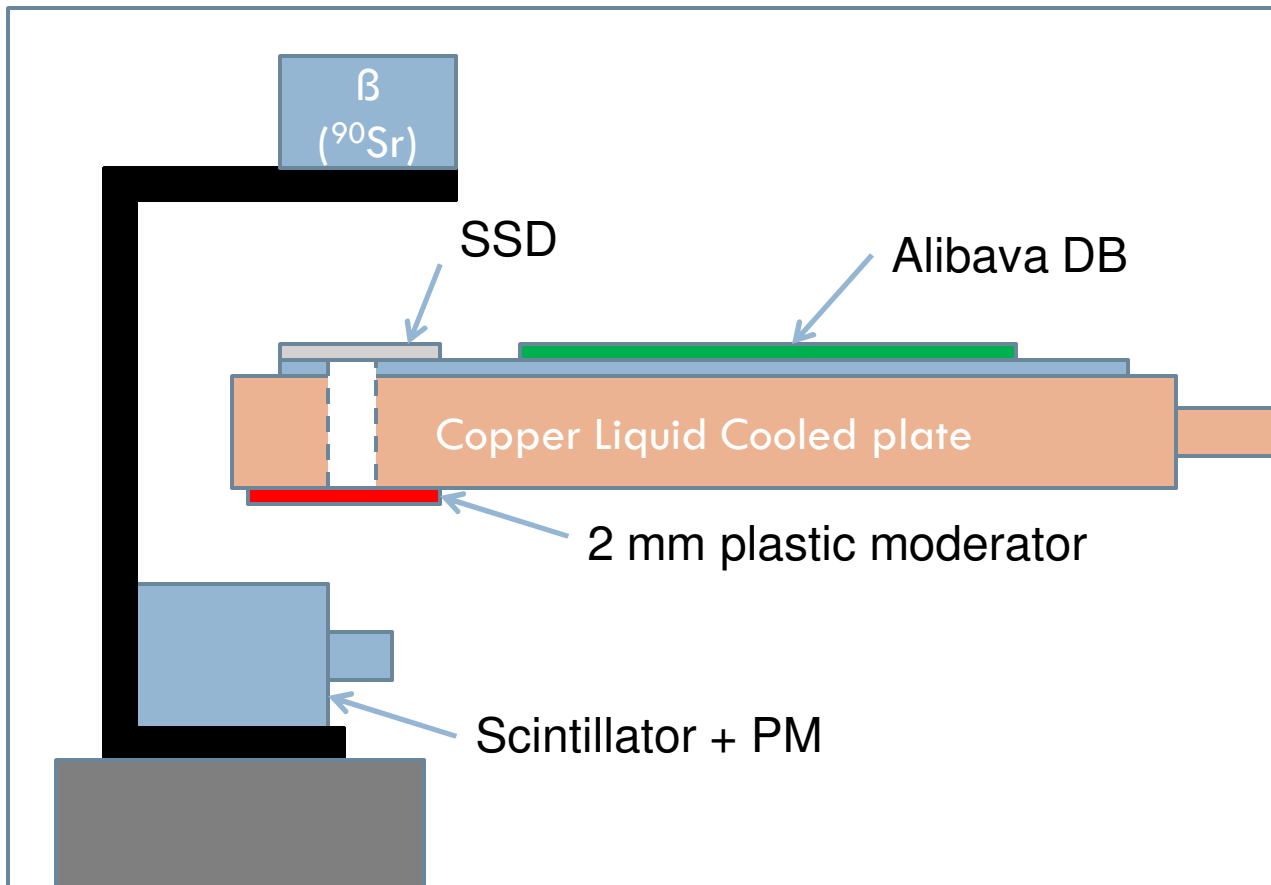 ß
(⁹⁰Sr)
SSD
Alibava DB
Copper Liquid Cooled plate
2 mm plastic moderator
Scintillator + PM